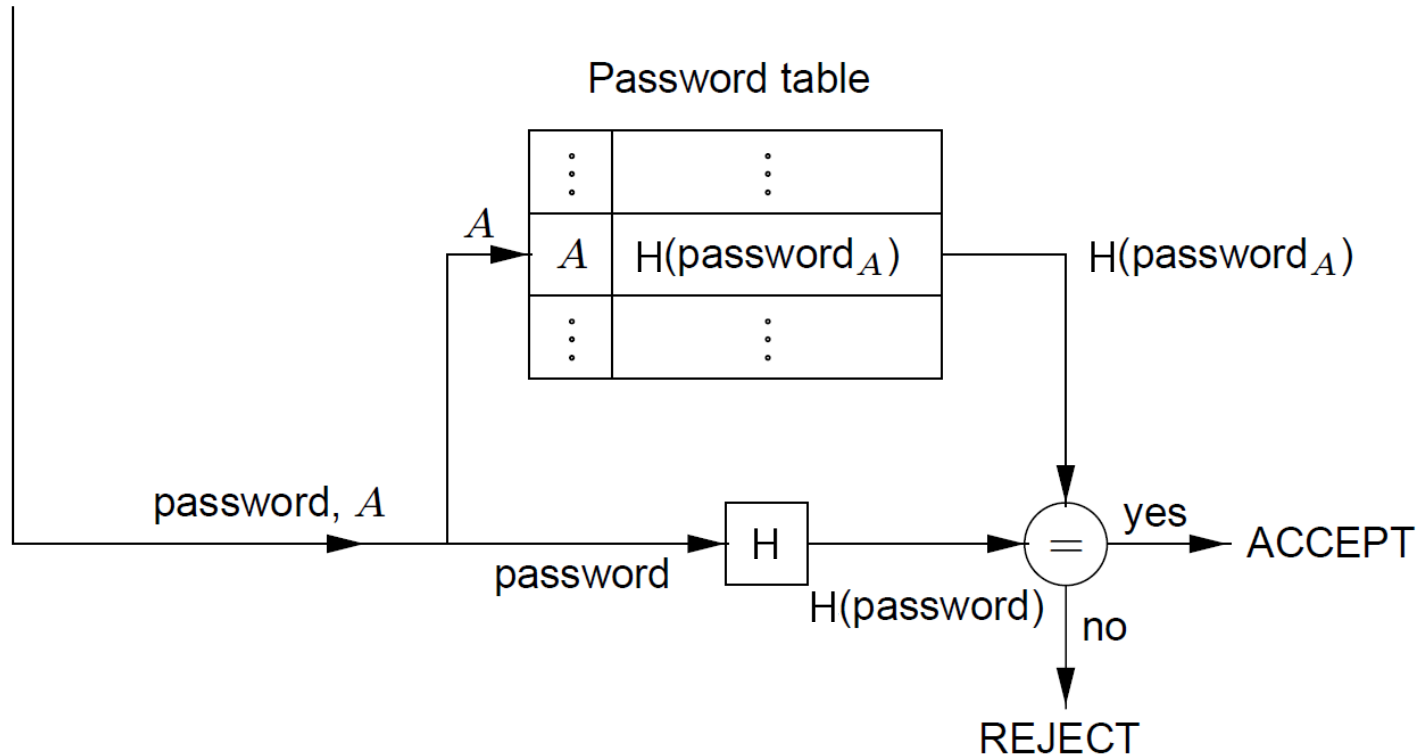 Password table
A
A H(password_A)
H(password_A)
password, A
password
H
H(password)
=
yes
ACCEPT
no
REJECT